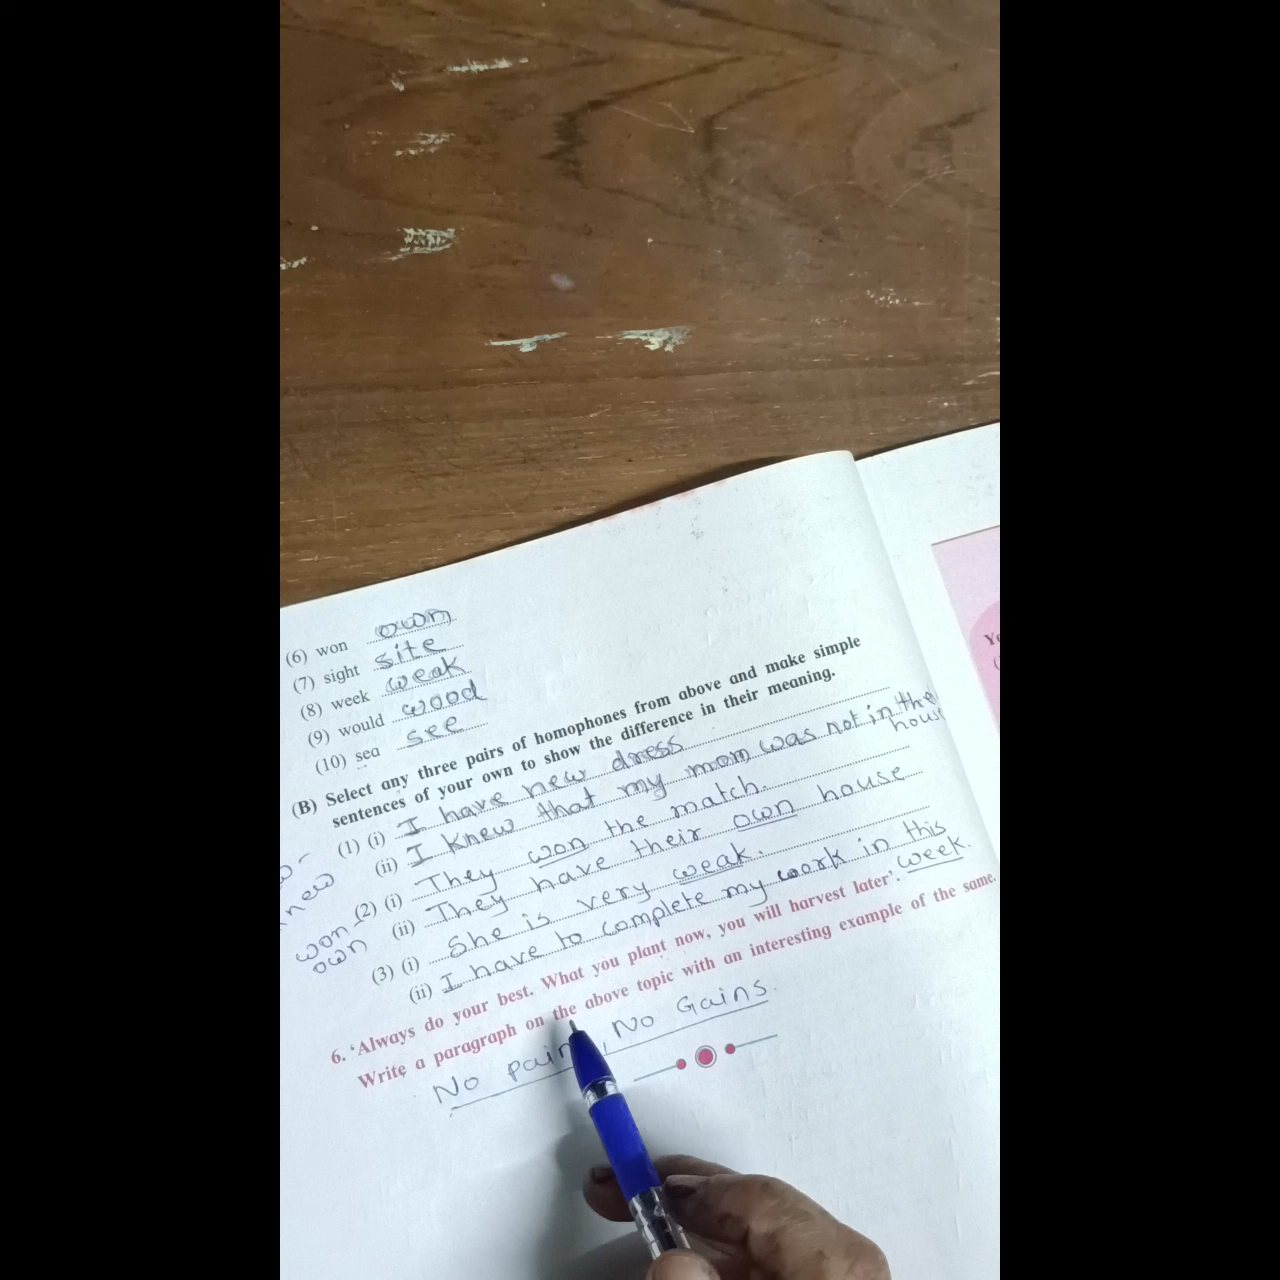 (6) won own
(7) sight site
(8) week weak
(9) would wood
(10) sea see
(B) Select any three pairs of homophones from above and make simple
sentences of your own to show the difference in their meaning.
(1) (i) I have new dress
(ii) I knew that my mom was not in the
house
(2) (i) They won the match.
(ii) They have their own house
won
own
(3) (i) She is very weak.
(ii) I have to complete my work in this
week.
6. 'Always do your best. What you plant now, you will harvest later'.
Write a paragraph on the above topic with an interesting example of the same.
No pain, No Gains.